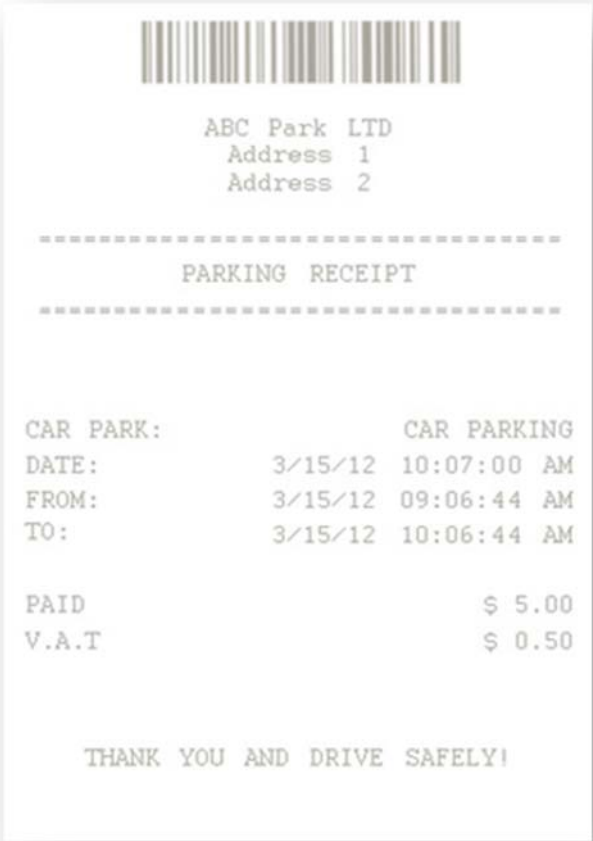 ABC Park LTD
Address 1
Address 2
==================================
PARKING RECEIPT
==================================
CAR PARK: CAR PARKING
DATE: 3/15/12 10:07:00 AM
FROM: 3/15/12 09:06:44 AM
TO: 3/15/12 10:06:44 AM
PAID $ 5.00
V.A.T $ 0.50
THANK YOU AND DRIVE SAFELY!